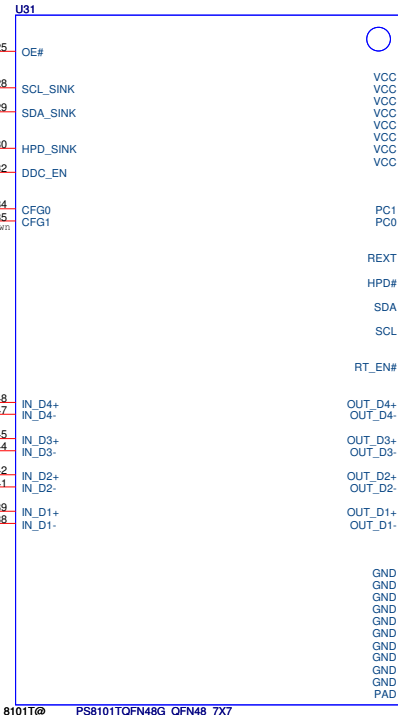 U31
OE#
SCL_SINK
SDA_SINK
HPD_SINK
DDC_EN
CFG0
CFG1
IN_D4+
IN_D4-
IN_D3+
IN_D3-
IN_D2+
IN_D2-
IN_D1+
IN_D1-
VCC
VCC
VCC
VCC
VCC
VCC
VCC
VCC
PC1
PC0
REXT
HPD#
SDA
SCL
RT_EN#
OUT_D4+
OUT_D4-
OUT_D3+
OUT_D3-
OUT_D2+
OUT_D2-
OUT_D1+
OUT_D1-
GND
GND
GND
GND
GND
GND
GND
GND
GND
GND
PAD
8101T@ PS8101TQFN48G_QFN48_7X7